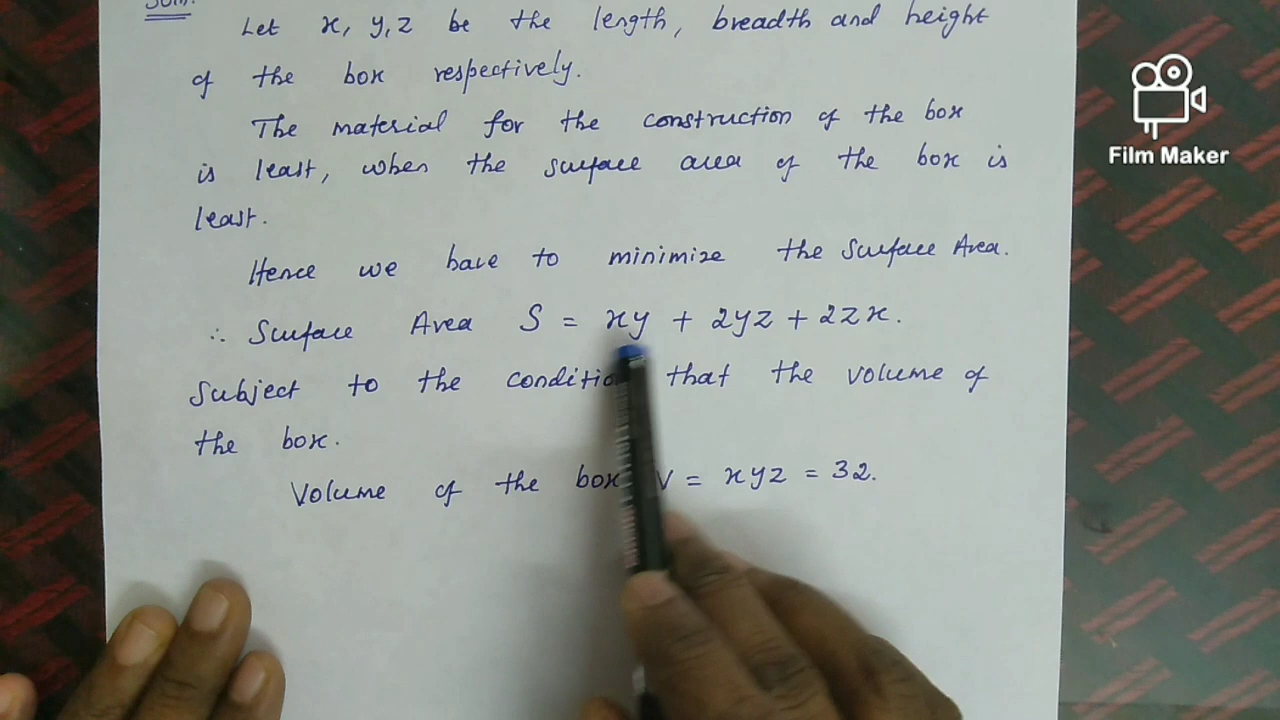 Soln.
Let x, y, z be the length, breadth and height
of the box respectively.
The material for the construction of the box
is least, when the surface area of the box is
least.
Hence we have to minimize the Surface Area.
∴ Surface Area S = xy + 2yz + 2zx.
Subject to the condition that the volume of
the box.
Volume of the box V = xyz = 32.
Film Maker